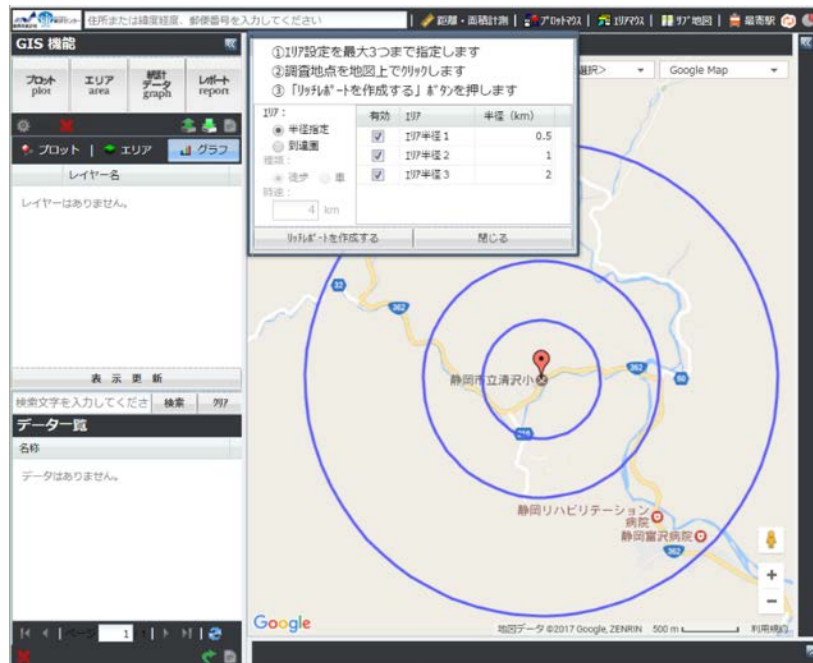 住所または緯度経度、郵便番号を入力してください
距離・面積計測 | プロットマウス | エリアマウス | リブ地図 | 最寄駅
GIS 機能
プロット plot
エリア area
統計データ graph
レポート report
プロット | エリア グラフ
レイヤー名
レイヤーはありません。
表 示 更 新
検索文字を入力してくださ 検索 クリア
データ一覧
名称
データはありません。
1
①エリア設定を最大3つまで指定します
②調査地点を地図上でクリックします
③「リッチレポートを作成する」ボタンを押します
エリア:
半径指定
到達圏
種類:
徒歩 車
時速:
4 km
有効 エリア 半径 (km)
エリア半径1 0.5
エリア半径2 1
エリア半径3 2
リッチレポートを作成する 閉じる
選択>
Google Map
32
362
静岡市立清沢小
362
60
静岡リハビリテーション
病院
静岡富沢病院
362
Google
地図データ ©2017 Google, ZENRIN 500 m 利用規約